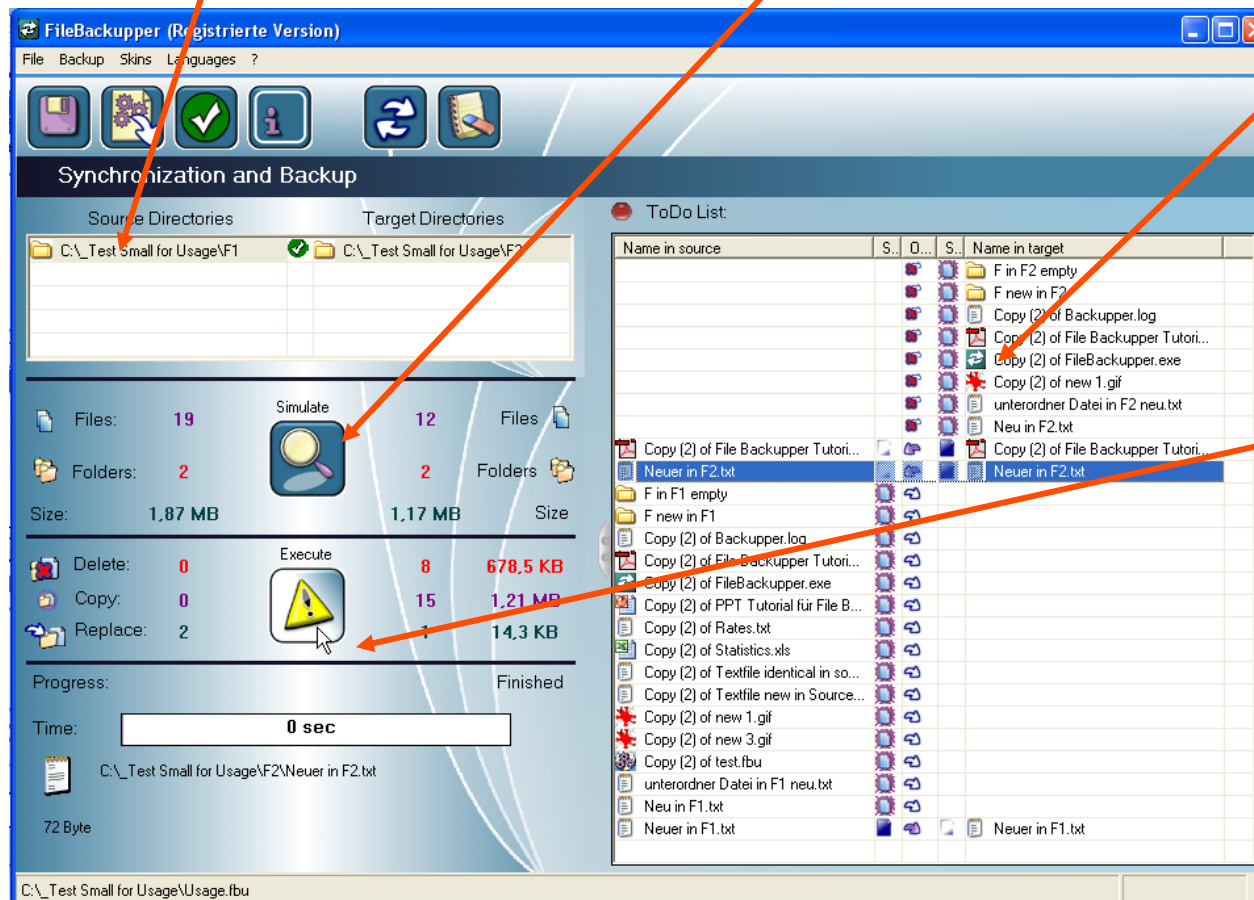 FileBackupper (Registrierte Version)
File Backup Skins Languages ?
Synchronization and Backup
Source Directories Target Directories
C:\_Test Small for Usage\F1 C:\_Test Small for Usage\F2
Files: 19 Simulate 12 Files
Folders: 2 2 Folders
Size: 1,87 MB 1,17 MB Size
Delete: 0 Execute 8 678,5 KB
Copy: 0 15 1,21 MB
Replace: 2 1 14,3 KB
Progress: Finished
Time: 0 sec
C:\_Test Small for Usage\F2\Neuer in F2.txt
72 Byte
ToDo List:
Name in source S.. O... S.. Name in target
F in F2 empty
F new in F2
Copy (2) of Backupper.log
Copy (2) of File Backupper Tutori...
Copy (2) of FileBackupper.exe
Copy (2) of new 1.gif
unterordner Datei in F2 neu.txt
Neu in F2.txt
Copy (2) of File Backupper Tutori... Copy (2) of File Backupper Tutori...
Neuer in F2.txt Neuer in F2.txt
F in F1 empty
F new in F1
Copy (2) of Backupper.log
Copy (2) of File Backupper Tutori...
Copy (2) of FileBackupper.exe
Copy (2) of PPT Tutorial für File B...
Copy (2) of Rates.txt
Copy (2) of Statistics.xls
Copy (2) of Textfile identical in so...
Copy (2) of Textfile new in Source...
Copy (2) of new 1.gif
Copy (2) of new 3.gif
Copy (2) of test.fbu
unterordner Datei in F1 neu.txt
Neu in F1.txt
Neuer in F1.txt Neuer in F1.txt
C:\_Test Small for Usage\Usage.fbu